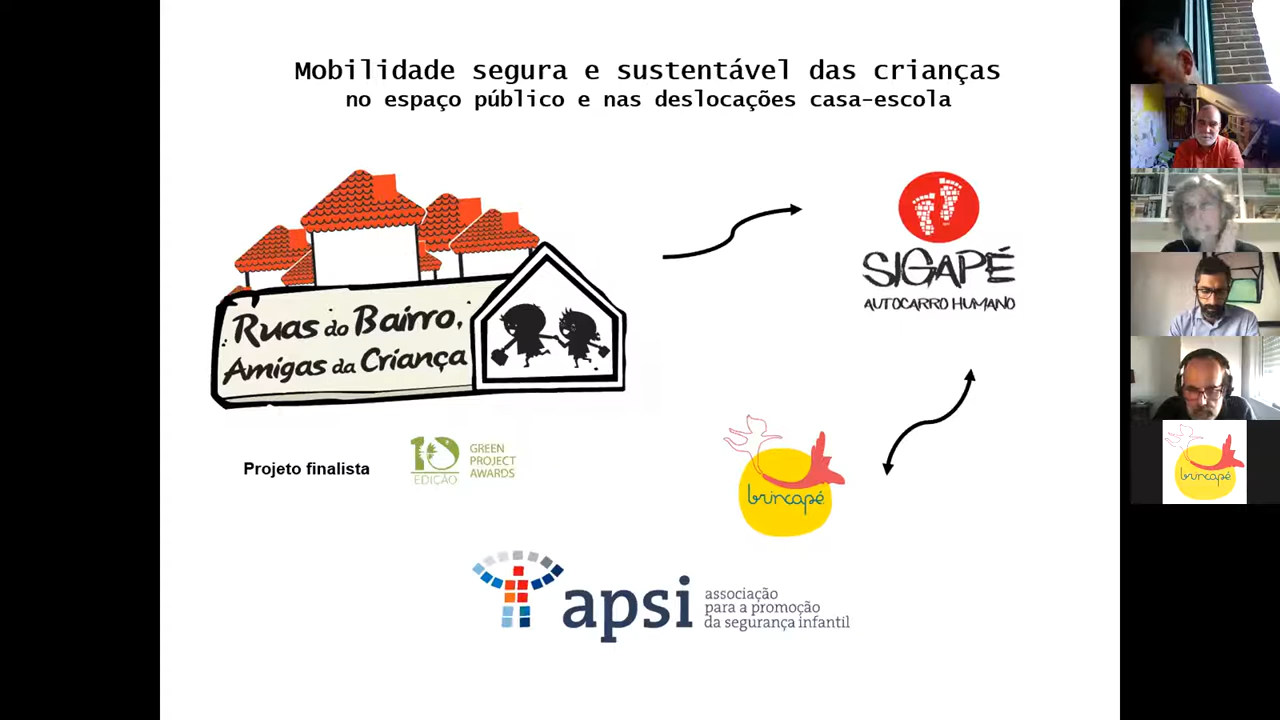 Mobilidade segura e sustentável das crianças
no espaço público e nas deslocações casa-escola
Ruas do Bairro,
Amigas da Criança
SIGAPÉ
AUTOCARRO HUMANO
Projeto finalista
10
EDIÇÃO
GREEN
PROJECT
AWARDS
brincapé
apsi
associação
para a promoção
da segurança infantil
brincapé